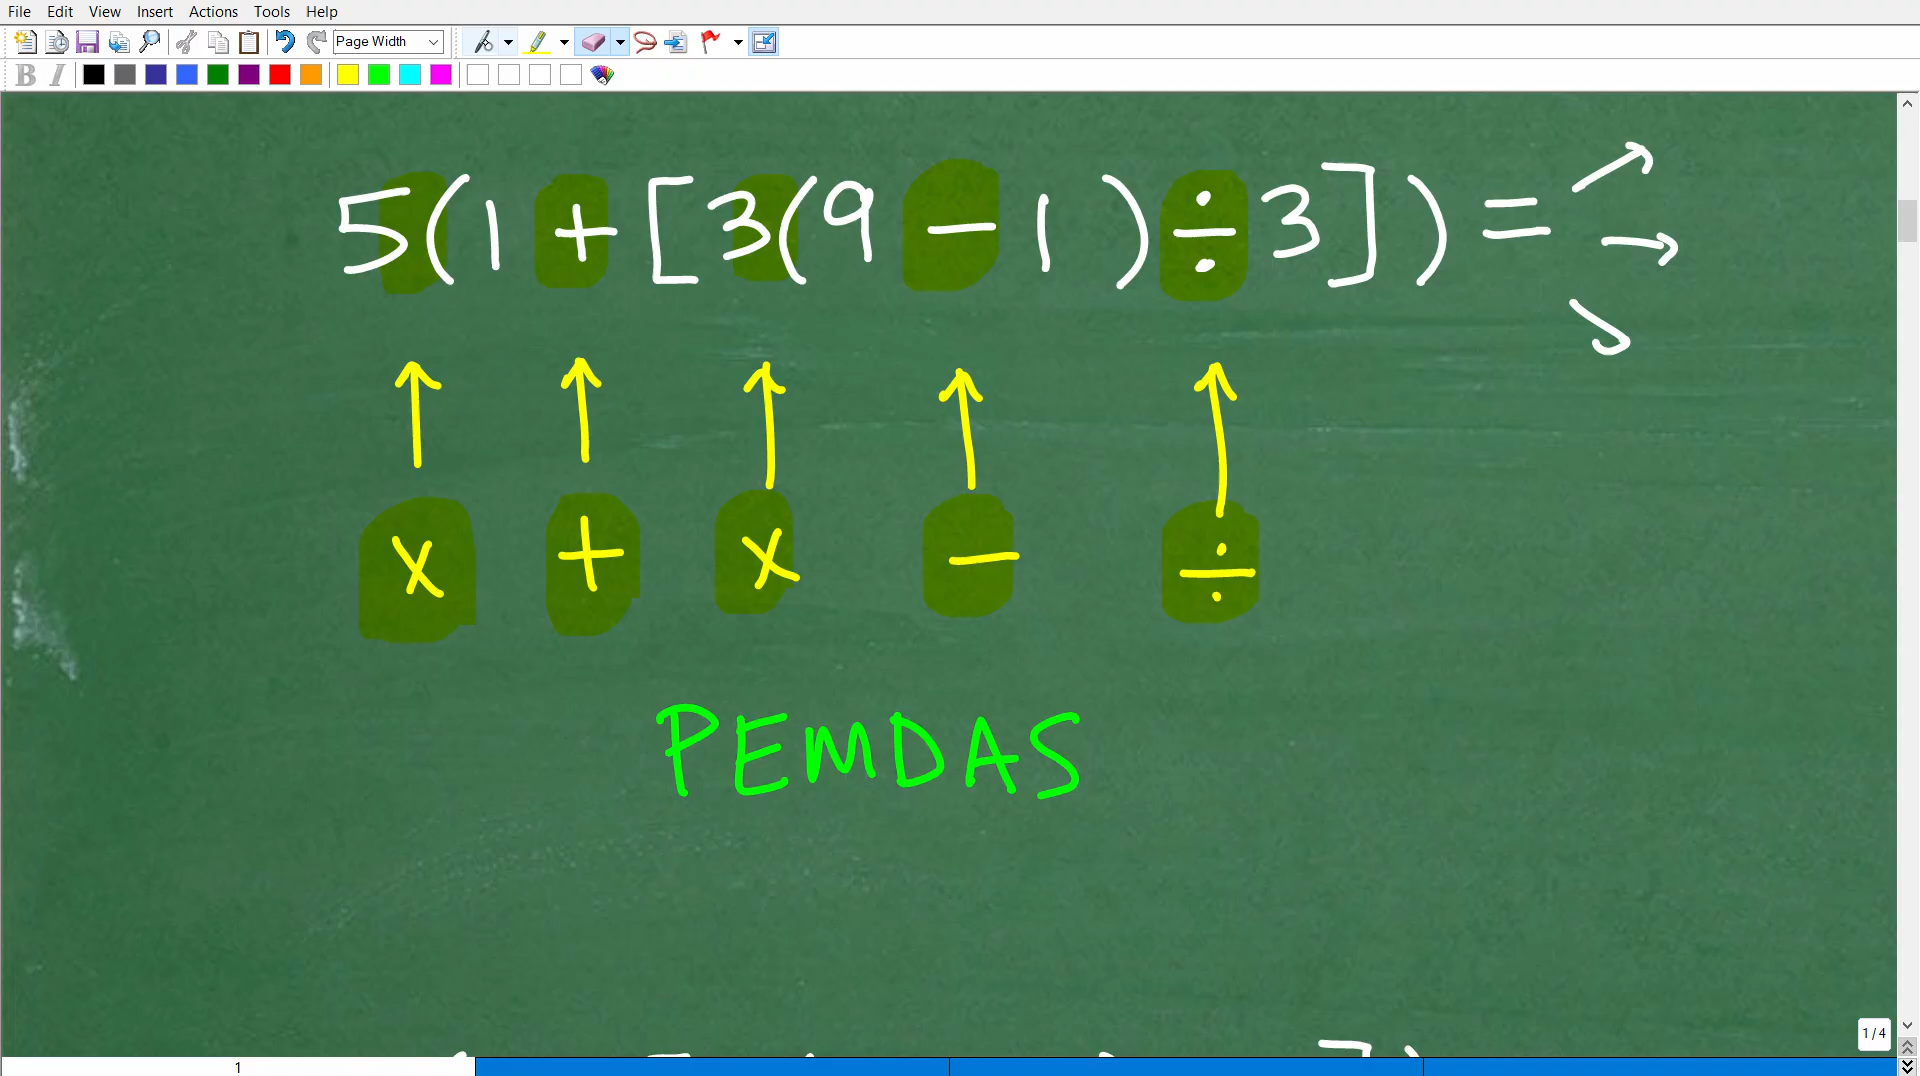 File Edit View Insert Actions Tools Help
Page Width
B I
5(1 + [3(9 − 1) ÷ 3]) =
x + x − ÷
PEMDAS
1 / 4
1